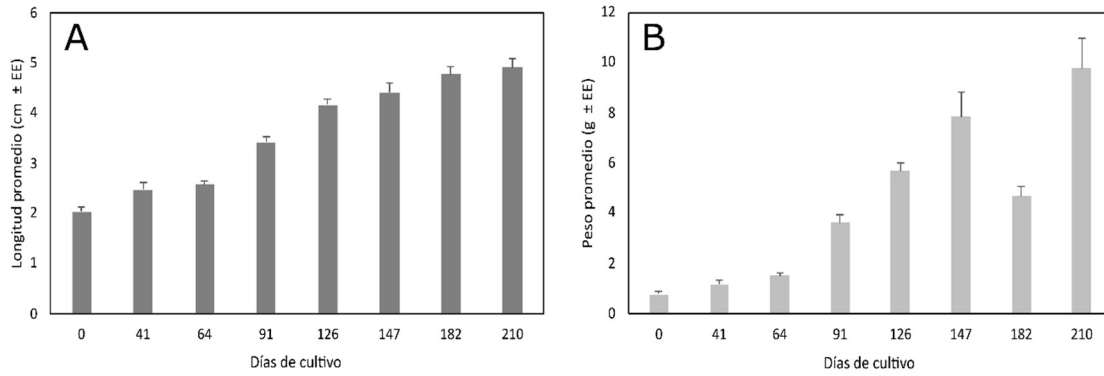 A
Longitud promedio (cm ± EE)
6
5
4
3
2
1
0
0 41 64 91 126 147 182 210
Días de cultivo
B
Peso promedio (g ± EE)
12
10
8
6
4
2
0
0 41 64 91 126 147 182 210
Días de cultivo